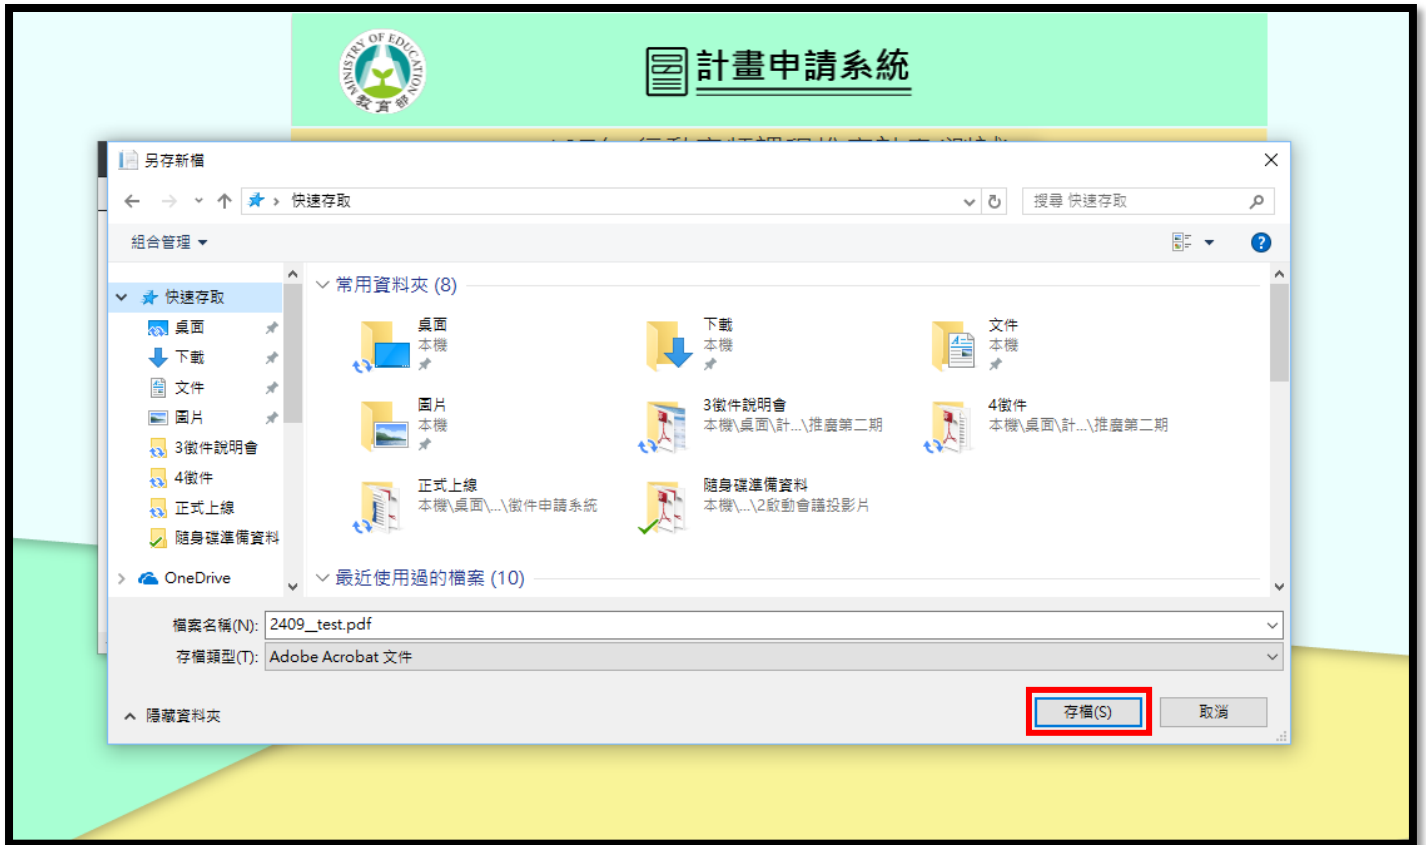 MINISTRY OF EDUCATION
教育部
計畫申請系統
另存新檔
快速存取
搜尋 快速存取
組合管理
快速存取
桌面
下載
文件
圖片
3徵件說明會
4徵件
正式上線
隨身碟準備資料
OneDrive
常用資料夾 (8)
桌面
本機
下載
本機
文件
本機
圖片
本機
3徵件說明會
本機\桌面\計...\推廣第二期
4徵件
本機\桌面\計...\推廣第二期
正式上線
本機\桌面\...\徵件申請系統
隨身碟準備資料
本機\...\2啟動會議投影片
最近使用過的檔案 (10)
檔案名稱(N): 2409__test.pdf
存檔類型(T): Adobe Acrobat 文件
隱藏資料夾
存檔(S)
取消